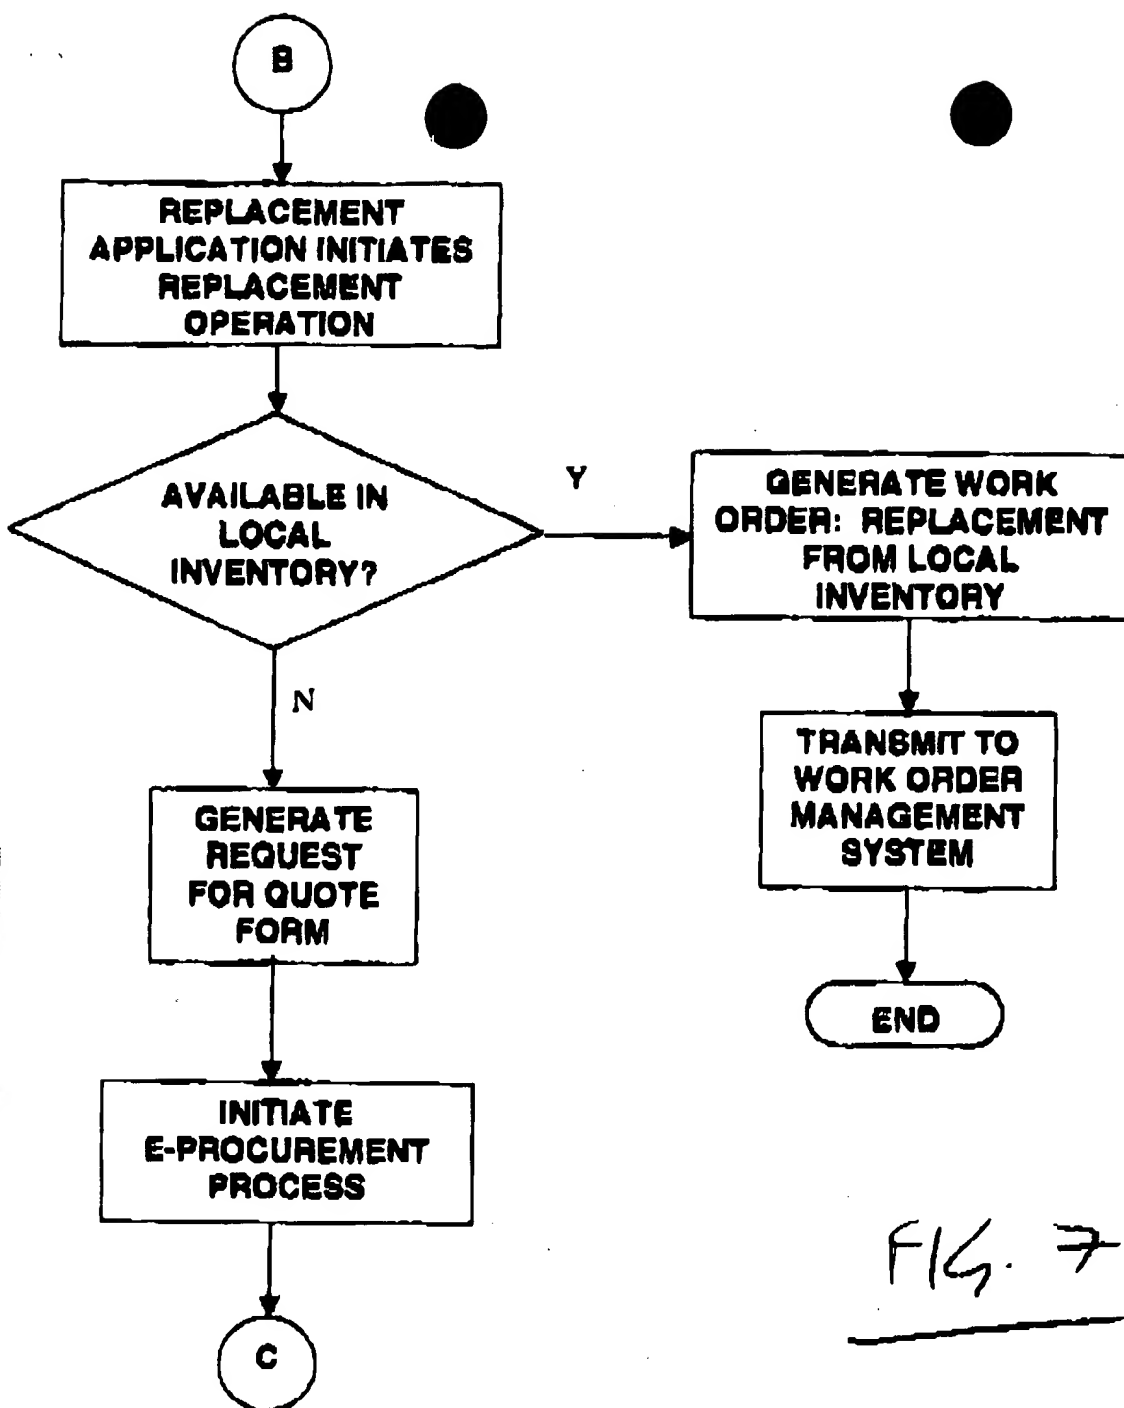 B
REPLACEMENT
APPLICATION INITIATES
REPLACEMENT
OPERATION
AVAILABLE IN
LOCAL
INVENTORY?
Y
GENERATE WORK
ORDER: REPLACEMENT
FROM LOCAL
INVENTORY
N
TRANSMIT TO
WORK ORDER
MANAGEMENT
SYSTEM
GENERATE
REQUEST
FOR QUOTE
FORM
END
INITIATE
E-PROCUREMENT
PROCESS
C
FIG. 7